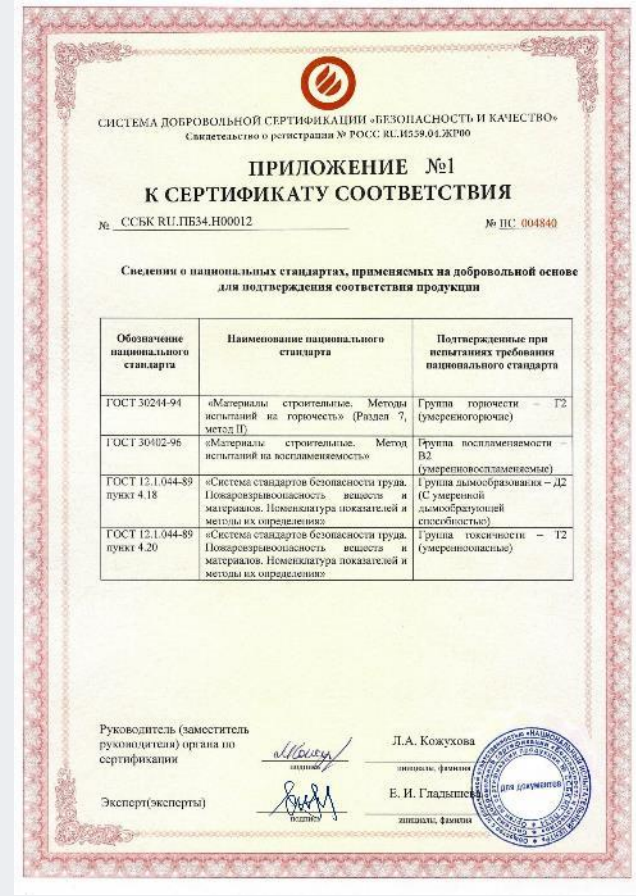 СИСТЕМА ДОБРОВОЛЬНОЙ СЕРТИФИКАЦИИ «БЕЗОПАСНОСТЬ И КАЧЕСТВО»
Свидетельство о регистрации № РОСС RU.И559.04.ЖР00
ПРИЛОЖЕНИЕ №1
К СЕРТИФИКАТУ СООТВЕТСТВИЯ
№ ССБК RU.ПБ34.Н00012
№ ПС 004840
Сведения о национальных стандартах, применяемых на добровольной основе
для подтверждения соответствия продукции
Обозначение
национального
стандарта
Наименование национального
стандарта
Подтвержденные при
испытаниях требования
национального стандарта
ГОСТ 30244-94
«Материалы строительные. Методы
испытаний на горючесть» (Раздел 7,
метод II)
Группа горючести – Г2
(умеренногорючие)
ГОСТ 30402-96
«Материалы строительные. Метод
испытаний на воспламеняемость»
Группа воспламеняемости –
В2
(умеренновоспламеняемые)
ГОСТ 12.1.044-89
пункт 4.18
«Система стандартов безопасности труда.
Пожаровзрывоопасность веществ и
материалов. Номенклатура показателей и
методы их определения»
Группа дымообразования – Д2
(С умеренной
дымообразующей
способностью)
ГОСТ 12.1.044-89
пункт 4.20
«Система стандартов безопасности труда.
Пожаровзрывоопасность веществ и
материалов. Номенклатура показателей и
методы их определения»
Группа токсичности – Т2
(умеренноопасные)
Руководитель (заместитель
руководителя) органа по
сертификации
подпись
Л.А. Кожухова
инициалы, фамилия
Эксперт(эксперты)
подпись
Е. И. Гладышева
инициалы, фамилия
для документов